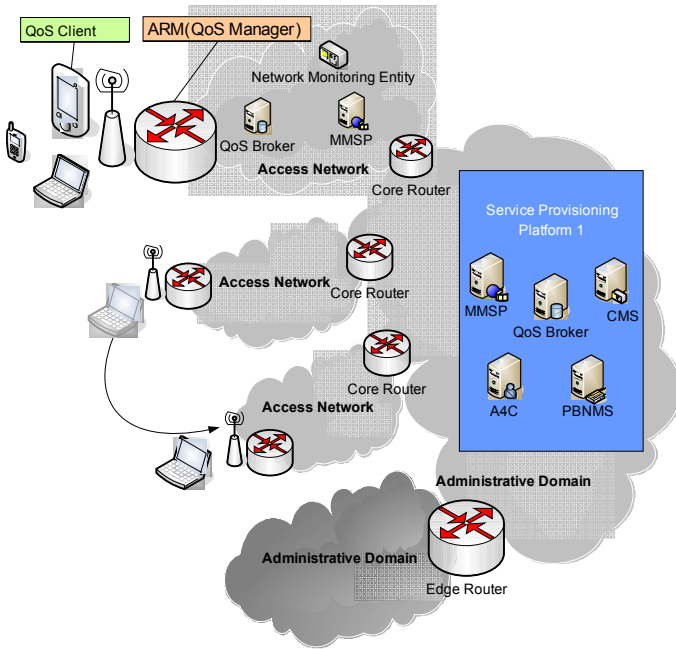 QoS Client
ARM(QoS Manager)
Network Monitoring Entity
QoS Broker
MMSP
Access Network
Core Router
Service Provisioning
Platform 1
MMSP
QoS Broker
CMS
A4C
PBNMS
Access Network
Core Router
Core Router
Access Network
Administrative Domain
Administrative Domain
Edge Router